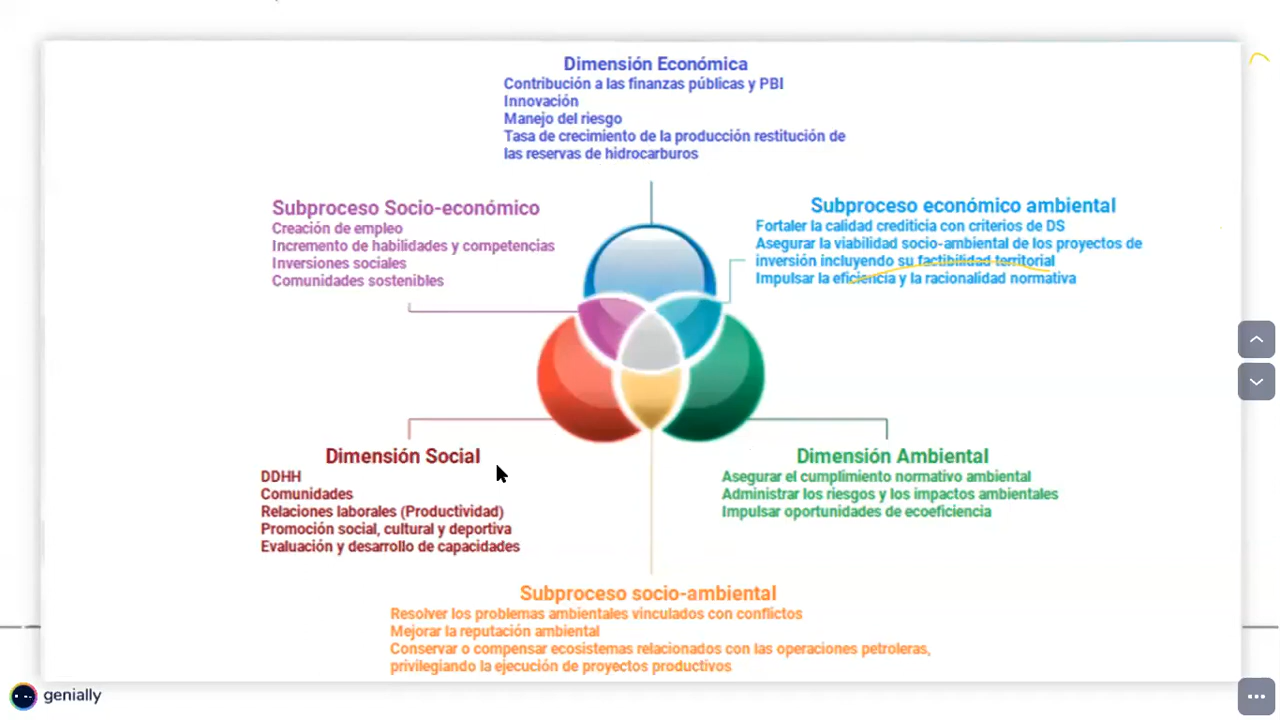 Dimensión Económica
Contribución a las finanzas públicas y PBI
Innovación
Manejo del riesgo
Tasa de crecimiento de la producción restitución de
las reservas de hidrocarburos
Subproceso Socio-económico
Creación de empleo
Incremento de habilidades y competencias
Inversiones sociales
Comunidades sostenibles
Subproceso económico ambiental
Fortaler la calidad crediticia con criterios de DS
Asegurar la viabilidad socio-ambiental de los proyectos de
inversión incluyendo su factibilidad territorial
Impulsar la eficiencia y la racionalidad normativa
Dimensión Social
DDHH
Comunidades
Relaciones laborales (Productividad)
Promoción social, cultural y deportiva
Evaluación y desarrollo de capacidades
Dimensión Ambiental
Asegurar el cumplimiento normativo ambiental
Administrar los riesgos y los impactos ambientales
Impulsar oportunidades de ecoeficiencia
Subproceso socio-ambiental
Resolver los problemas ambientales vinculados con conflictos
Mejorar la reputación ambiental
Conservar o compensar ecosistemas relacionados con las operaciones petroleras,
privilegiando la ejecución de proyectos productivos
genially